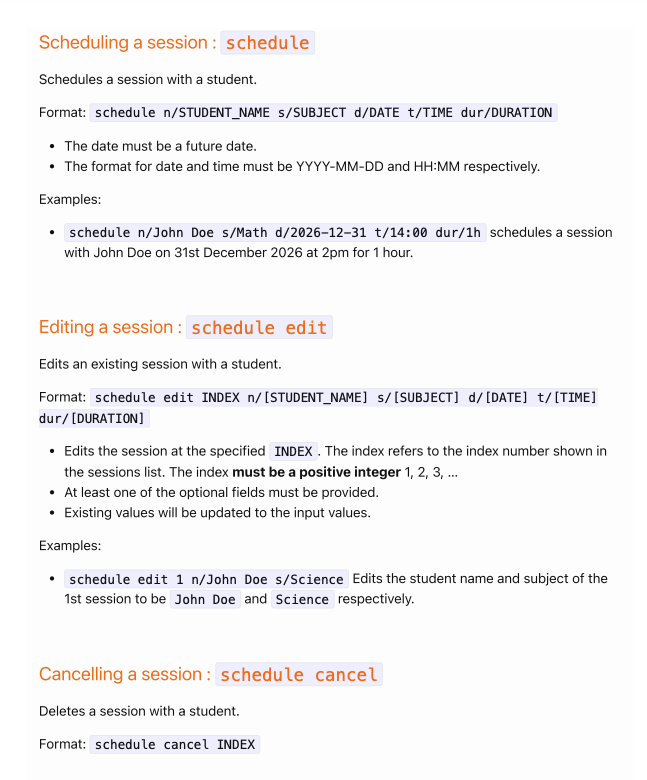 Scheduling a session : schedule
Schedules a session with a student.
Format: schedule n/STUDENT_NAME s/SUBJECT d/DATE t/TIME dur/DURATION
• The date must be a future date.
• The format for date and time must be YYYY-MM-DD and HH:MM respectively.
Examples:
• schedule n/John Doe s/Math d/2026-12-31 t/14:00 dur/1h schedules a session
with John Doe on 31st December 2026 at 2pm for 1 hour.
Editing a session : schedule edit
Edits an existing session with a student.
Format: schedule edit INDEX n/[STUDENT_NAME] s/[SUBJECT] d/[DATE] t/[TIME]
dur/[DURATION]
• Edits the session at the specified INDEX. The index refers to the index number shown in
the sessions list. The index must be a positive integer 1, 2, 3, ...
• At least one of the optional fields must be provided.
• Existing values will be updated to the input values.
Examples:
• schedule edit 1 n/John Doe s/Science Edits the student name and subject of the
1st session to be John Doe and Science respectively.
Cancelling a session : schedule cancel
Deletes a session with a student.
Format: schedule cancel INDEX